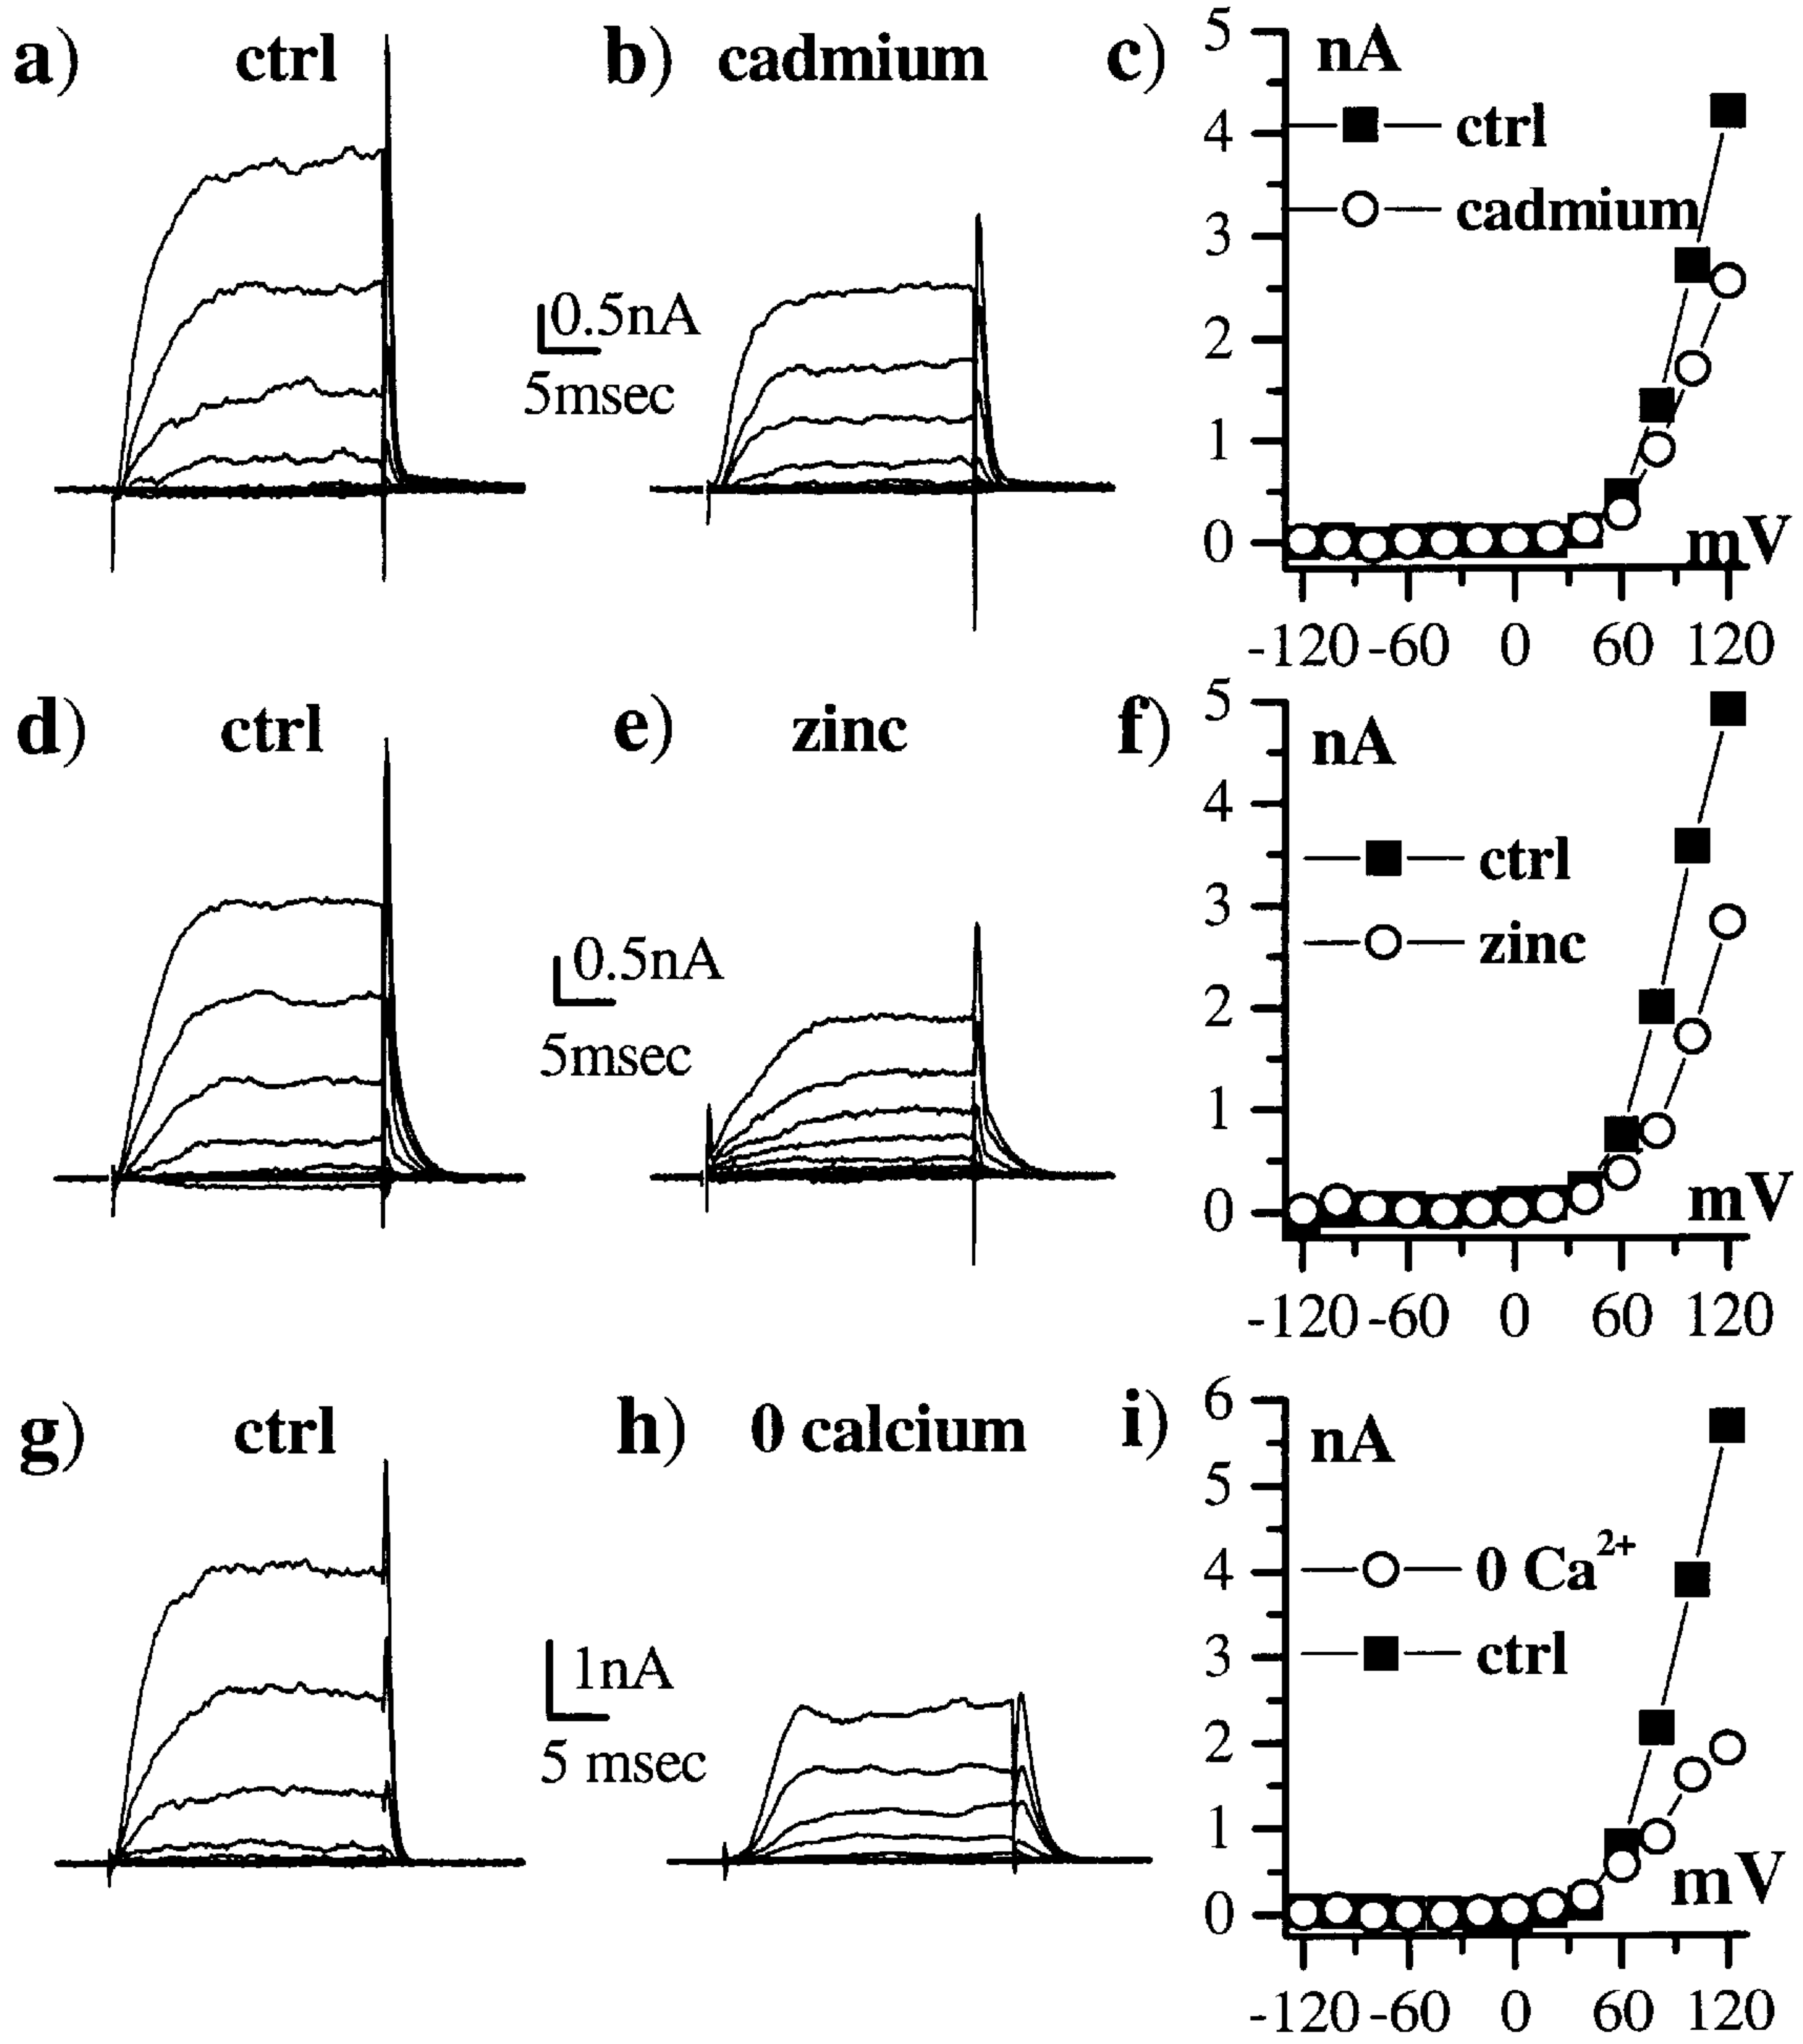 a) ctrl b) cadmium c) nA
5
ctrl
4
cadmium
3
0.5nA
5msec
2
1
0 mV
-120 -60 0 60 120
d) ctrl e) zinc f) nA
5
4
ctrl
3
zinc
0.5nA
5msec
2
1
0 mV
-120 -60 0 60 120
g) ctrl h) 0 calcium i) nA
6
5
4 0 Ca²⁺
3 ctrl
1nA
5 msec
2
1
0 mV
-120 -60 0 60 120